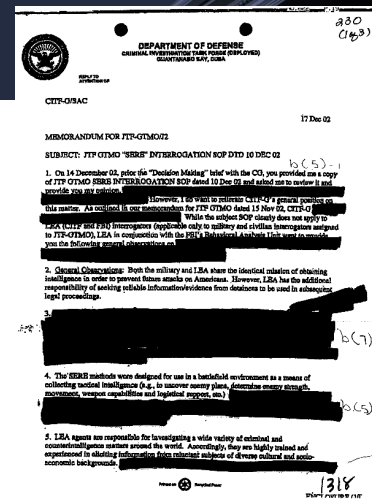 230
(1 of 3)
DEPARTMENT OF DEFENSE
CRIMINAL INVESTIGATION TASK FORCE (DEPLOYED)
GUANTANAMO BAY, CUBA
REPLY TO
ATTENTION OF
CITF-G/SAC
17 Dec 02
MEMORANDUM FOR JTF-GTMO/J2
SUBJECT: JTF GTMO "SERE" INTERROGATION SOP DTD 10 DEC 02
b(5)-1
1. On 14 December 02, prior the "Decision Making" brief with the CG, you provided me a copy
of JTF GTMO SERE INTERROGATION SOP dated 10 Dec 02 and asked me to review it and
provide you my opinion.
However, I do want to reiterate CITF-G's general position on
this matter. As outlined in our memorandum for JTF GTMO dated 15 Nov 02, CITF-G
While the subject SOP clearly does not apply to
LEA (CITF and FBI) interrogators (applicable only to military and civilian interrogators assigned
to JTF-GTMO), LEA in conjunction with the FBI's Behavioral Analysis Unit want to provide
you the following general observations on
2. General Observations: Both the military and LEA share the identical mission of obtaining
intelligence in order to prevent future attacks on Americans. However, LEA has the additional
responsibility of seeking reliable information/evidence from detainees to be used in subsequent
legal proceedings.
3.
b(7)
4. The SERE methods were designed for use in a battlefield environment as a means of
collecting tactical intelligence (e.g., to uncover enemy plans, determine enemy strength,
movement, weapon capabilities and logistical support, etc.)
b(5)
5. LEA agents are responsible for investigating a wide variety of criminal and
counterintelligence matters around the world. Accordingly, they are highly trained and
experienced in eliciting information from reluctant subjects of diverse cultural and socio-
economic backgrounds.
Printed on Recycled Paper
1318